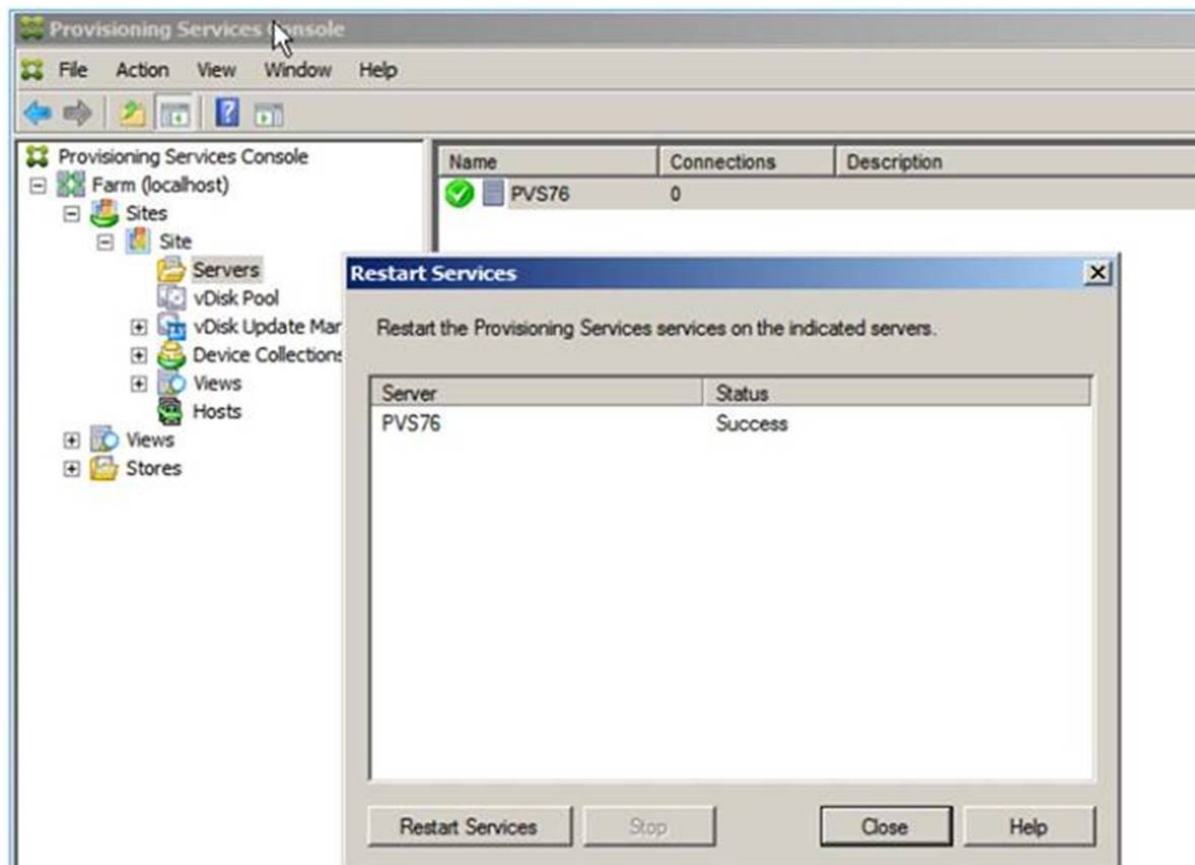 Provisioning Services Console
File Action View Window Help
Provisioning Services Console
Farm (localhost)
Sites
Site
Servers
vDisk Pool
vDisk Update Mar
Device Collections
Views
Hosts
Views
Stores
Name Connections Description
PVS76 0
Restart Services
Restart the Provisioning Services services on the indicated servers.
Server Status
PVS76 Success
Restart Services Stop Close Help